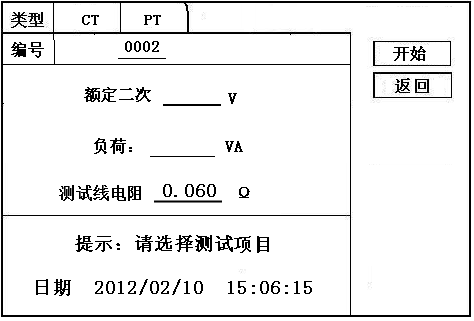 类型 CT PT
编号 0002
开始
返回
额定二次 V
负荷： VA
测试线电阻 0.060 Ω
提示：请选择测试项目
日期 2012/02/10 15:06:15